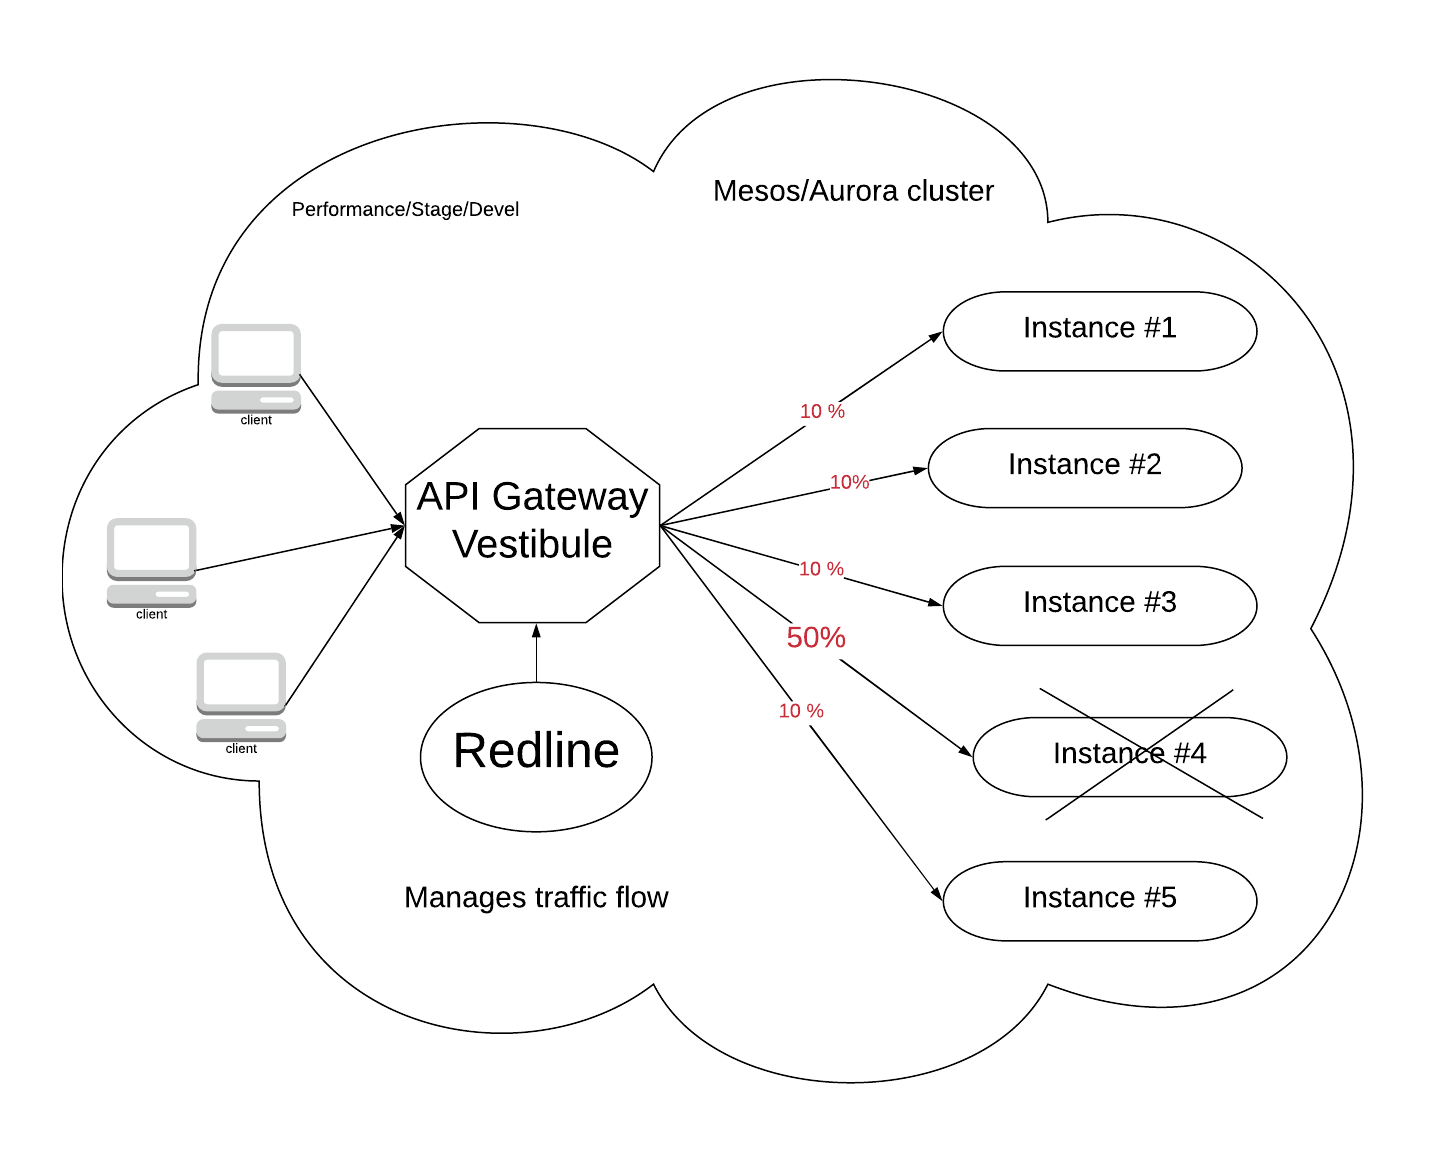 Mesos/Aurora cluster
Performance/Stage/Devel
client
client
client
API Gateway
Vestibule
Redline
Manages traffic flow
10 %
10%
10 %
50%
10 %
Instance #1
Instance #2
Instance #3
Instance #4
Instance #5